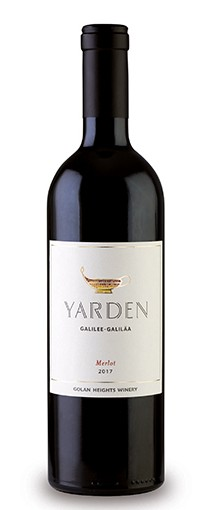 YARDEN
GALILEE-GALILÄA
Merlot
2017
GOLAN HEIGHTS WINERY